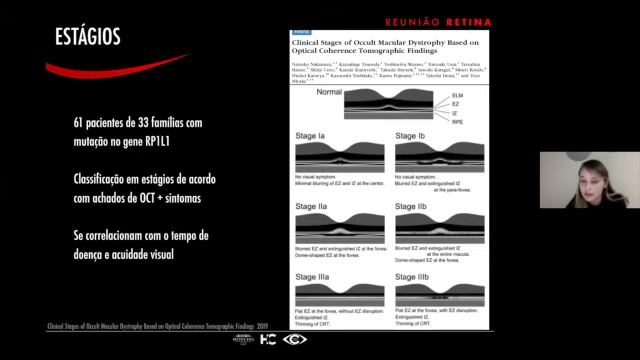 REUNIÃO RETINA
ESTÁGIOS
61 pacientes de 33 famílias com
mutação no gene RP1L1
Classificação em estágios de acordo
com achados de OCT + sintomas
Se correlacionam com o tempo de
doença e acuidade visual
Clinical Stages of Occult Macular Dystrophy Based on
Optical Coherence Tomographic Findings
Normal
ELM
EZ
IZ
RPE
Stage Ia
No visual symptom.
Minimal blurring of EZ and IZ at the center.
Stage Ib
No visual symptom.
Blurred EZ and extinguished IZ
at the para-fovea.
Stage IIa
Blurred EZ and extinguished IZ at the fovea.
Dome-shaped EZ at the fovea.
Stage IIb
Blurred EZ and extinguished IZ
at the entire macula.
Dome-shaped EZ at the fovea.
Stage IIIa
Flat EZ at the fovea, without EZ disruption.
Extinguished IZ.
Thinning of CRT.
Stage IIIb
Flat EZ at the fovea, with EZ disruption.
Extinguished IZ.
Thinning of CRT.
Clinical Stages of Occult Macular Dystrophy Based on Optical Coherence Tomographic Findings 2019
MEDICINA
HC